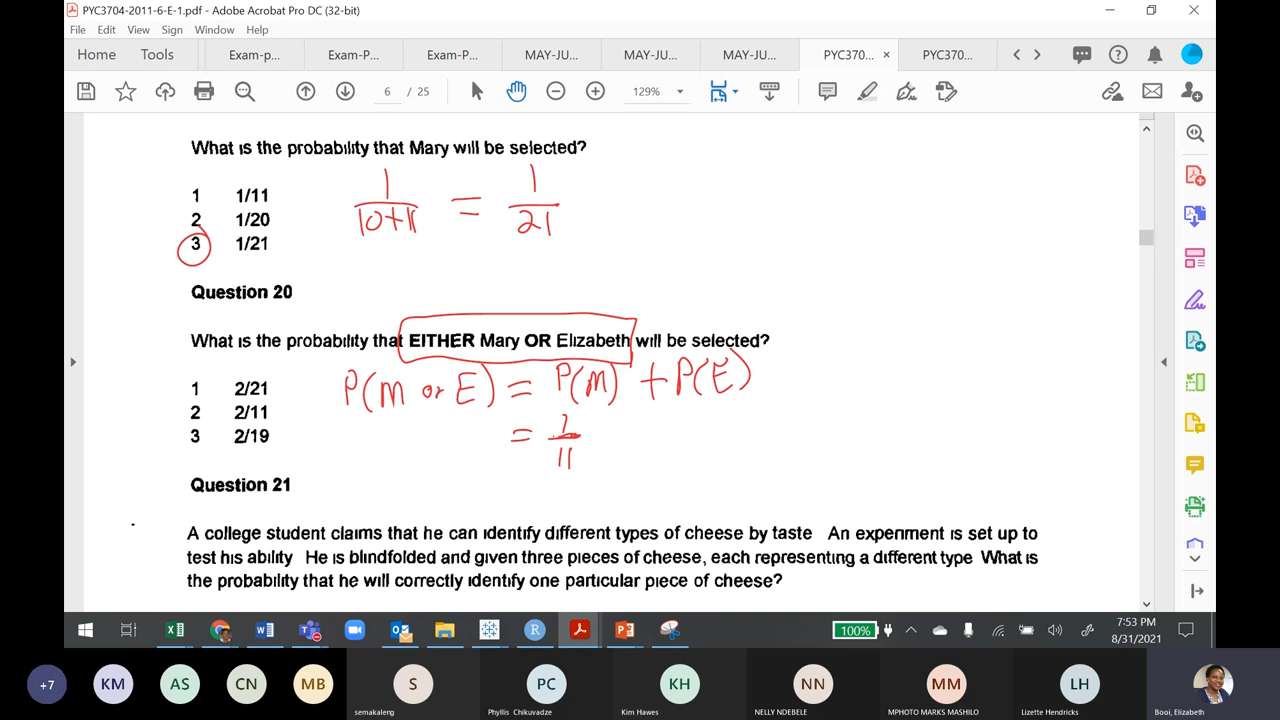 PYC3704-2011-6-E-1.pdf - Adobe Acrobat Pro DC (32-bit)
File Edit View Sign Window Help
Home Tools Exam-p... Exam-P... Exam-P... MAY-JU... MAY-JU... MAY-JU... PYC370... × PYC370...
6 / 25 129%
What is the probability that Mary will be selected?
1 1/11
2 1/20
3 1/21
1/10+11 = 1/21
Question 20
What is the probability that EITHER Mary OR Elizabeth will be selected?
P(M or E) = P(M) + P(E)
1 2/21
2 2/11
3 2/19
= 1/11
Question 21
A college student claims that he can identify different types of cheese by taste An experiment is set up to
test his ability He is blindfolded and given three pieces of cheese, each representing a different type What is
the probability that he will correctly identify one particular piece of cheese?
100% 7:53 PM
8/31/2021
+7 KM AS CN MB S PC KH NN MM LH
semakaleng Phyllis Chikuvadze Kim Hawes NELLY NDEBELE MPHOTO MARKS MASHILO Lizette Hendricks Booi, Elizabeth